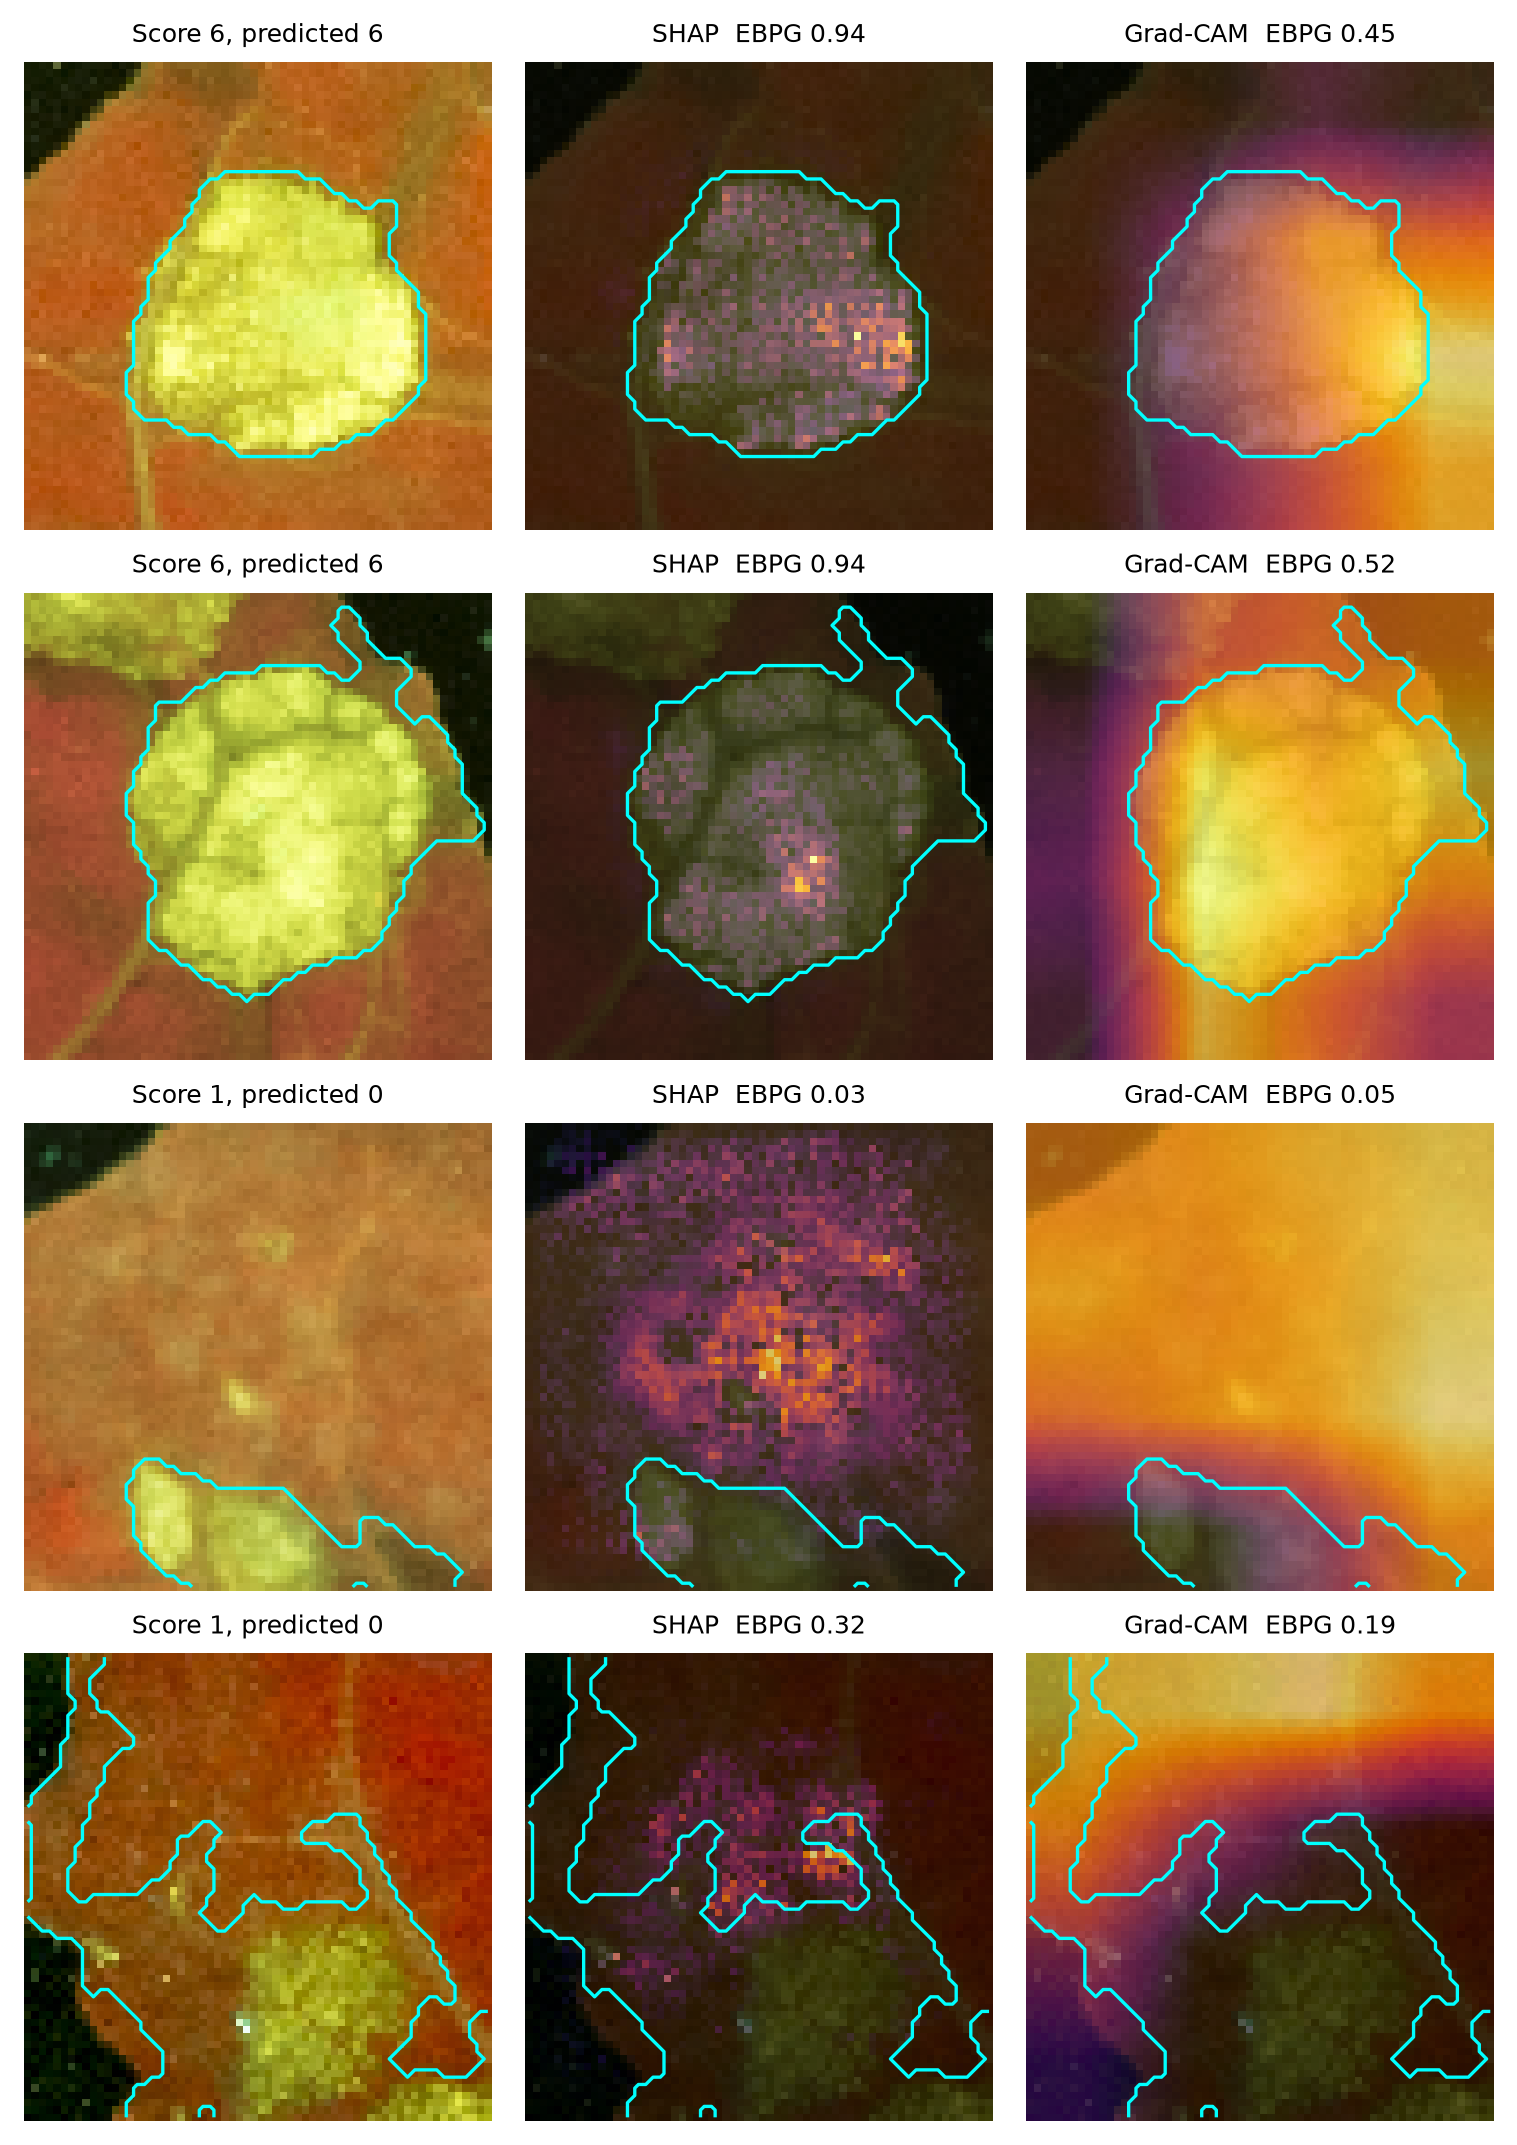 Score 6, predicted 6
SHAP  EBPG 0.94
Grad-CAM  EBPG 0.45
Score 6, predicted 6
SHAP  EBPG 0.94
Grad-CAM  EBPG 0.52
Score 1, predicted 0
SHAP  EBPG 0.03
Grad-CAM  EBPG 0.05
Score 1, predicted 0
SHAP  EBPG 0.32
Grad-CAM  EBPG 0.19